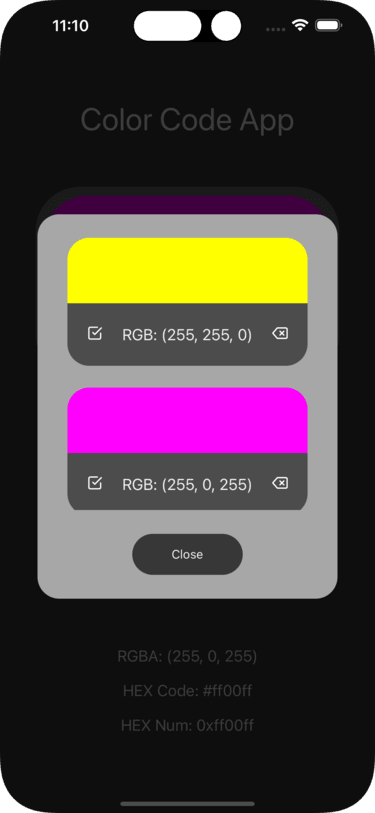 11:10
Color Code App
RGB: (255, 255, 0)
RGB: (255, 0, 255)
Close
RGBA: (255, 0, 255)
HEX Code: #ff00ff
HEX Num: 0xff00ff